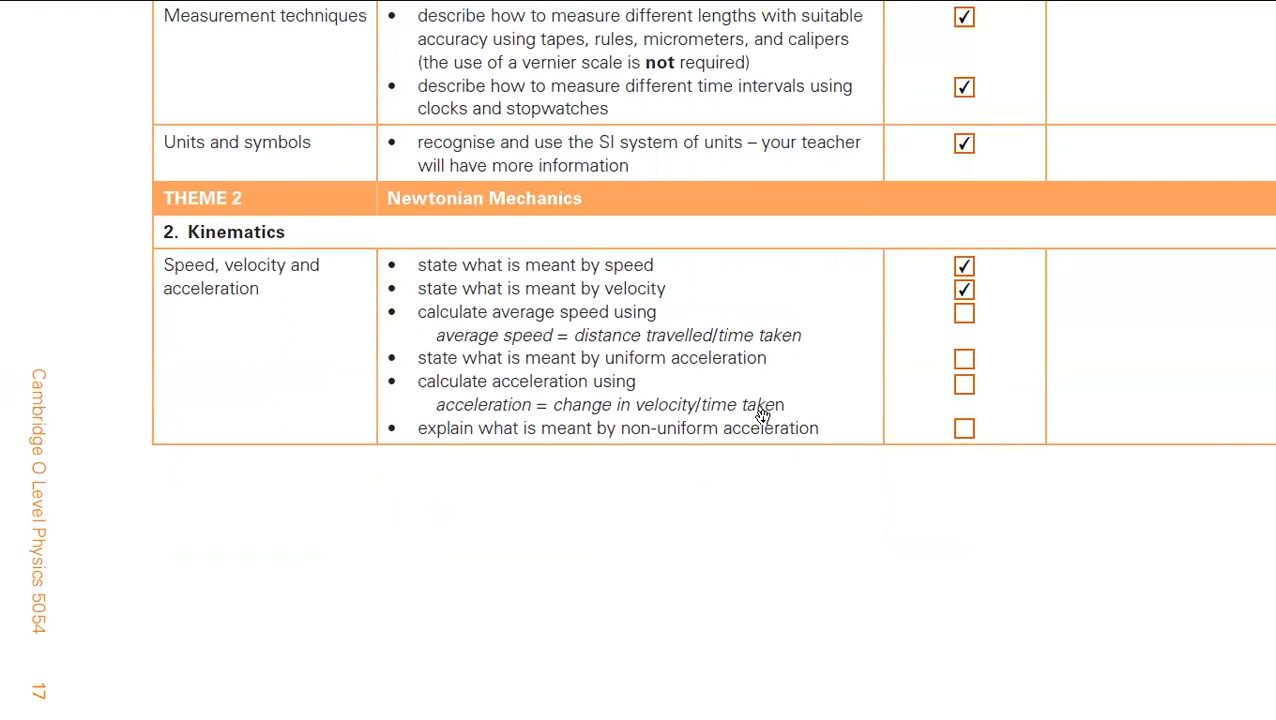 Measurement techniques
• describe how to measure different lengths with suitable
accuracy using tapes, rules, micrometers, and calipers
(the use of a vernier scale is not required)
• describe how to measure different time intervals using
clocks and stopwatches
Units and symbols
• recognise and use the SI system of units – your teacher
will have more information
THEME 2 Newtonian Mechanics
2. Kinematics
Speed, velocity and
acceleration
• state what is meant by speed
• state what is meant by velocity
• calculate average speed using
average speed = distance travelled/time taken
• state what is meant by uniform acceleration
• calculate acceleration using
acceleration = change in velocity/time taken
• explain what is meant by non-uniform acceleration
Cambridge O Level Physics 5054
17